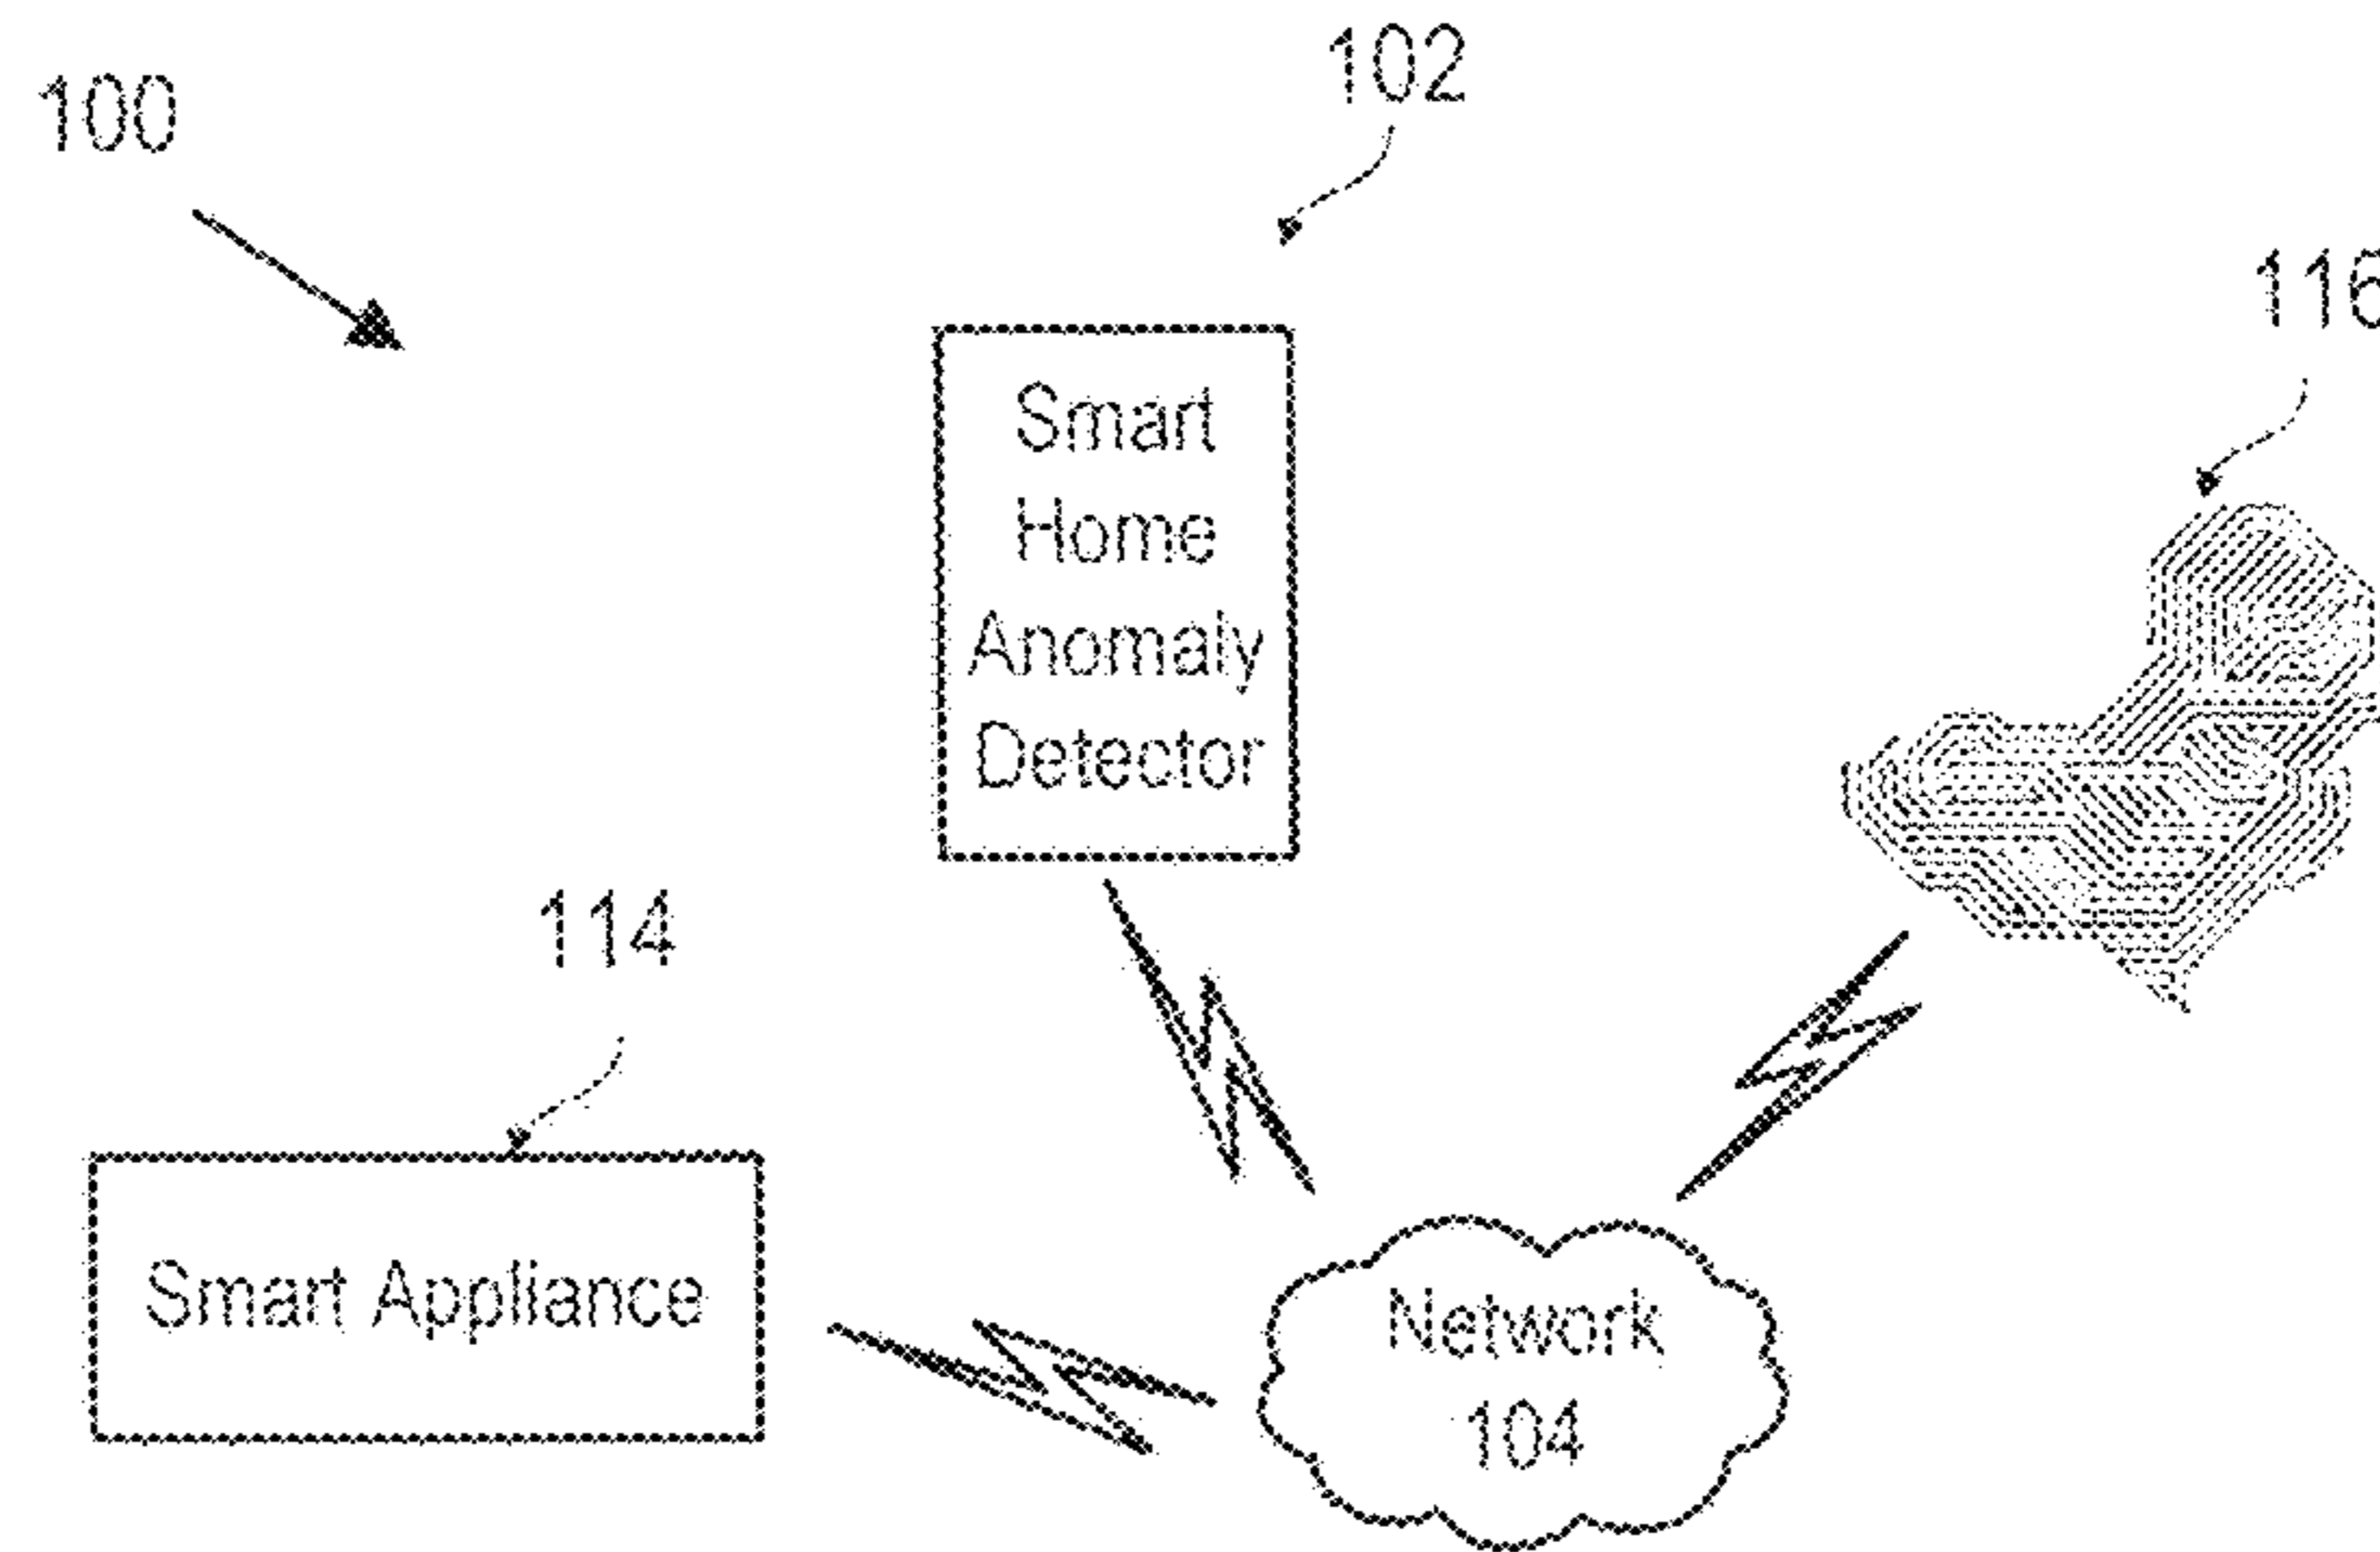 100
102
116
Smart
Home
Anomaly
Detector
114
Smart Appliance
Network
104